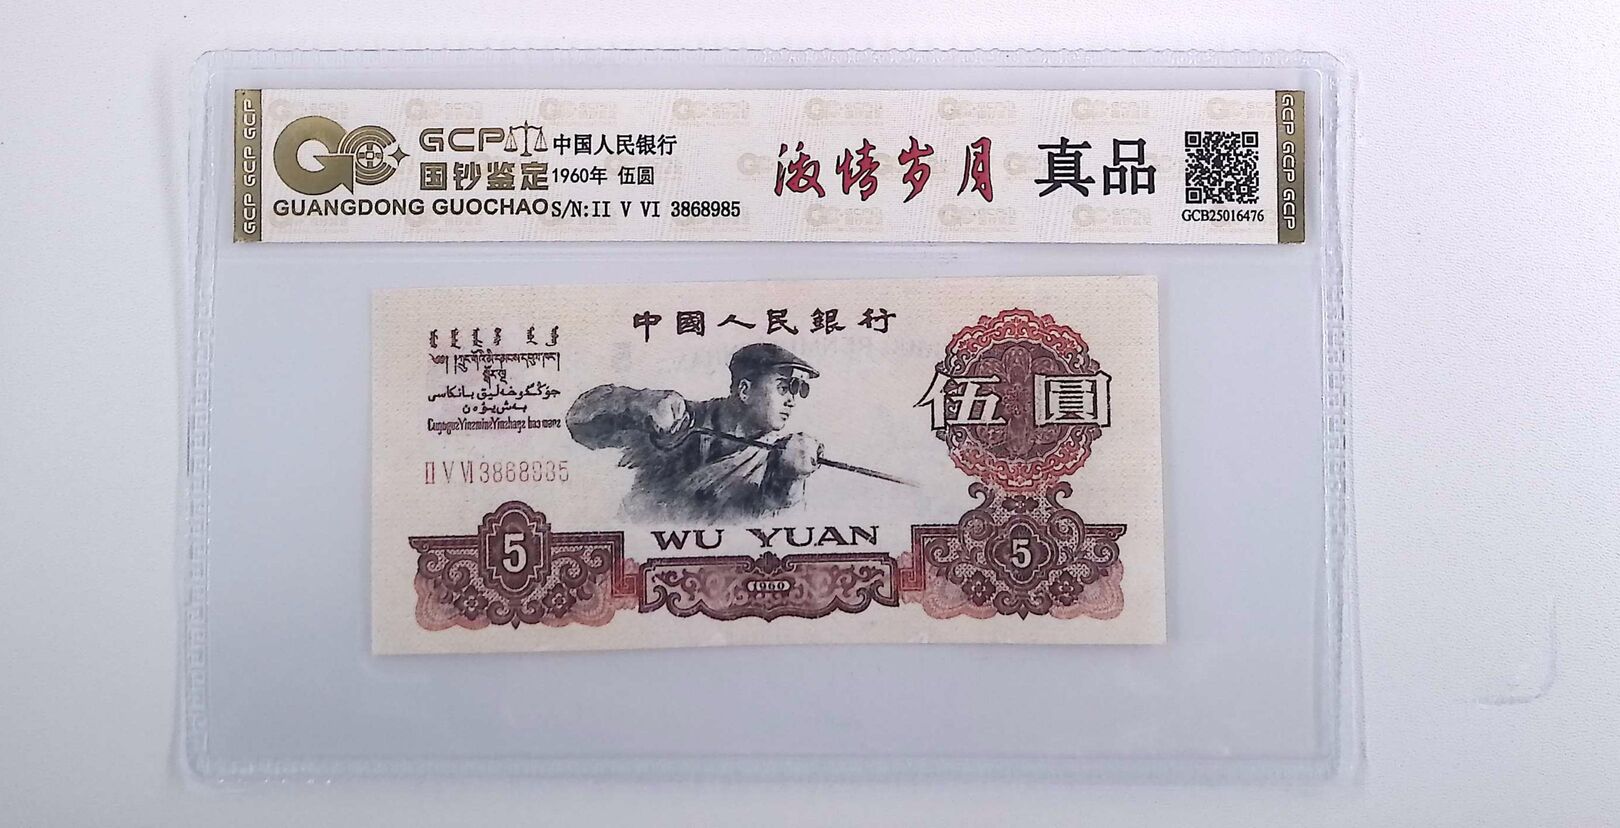 GCP GCP GCP
GCP
国钞鉴定
GUANGDONG GUOCHAO
中国人民银行
1960年 伍圆
S/N:II V VI 3868985
激情岁月
真品
GCB25016476
GCP GCP GCP
中國人民銀行
伍圓
II V VI 3868985
WU YUAN
5
5
1960